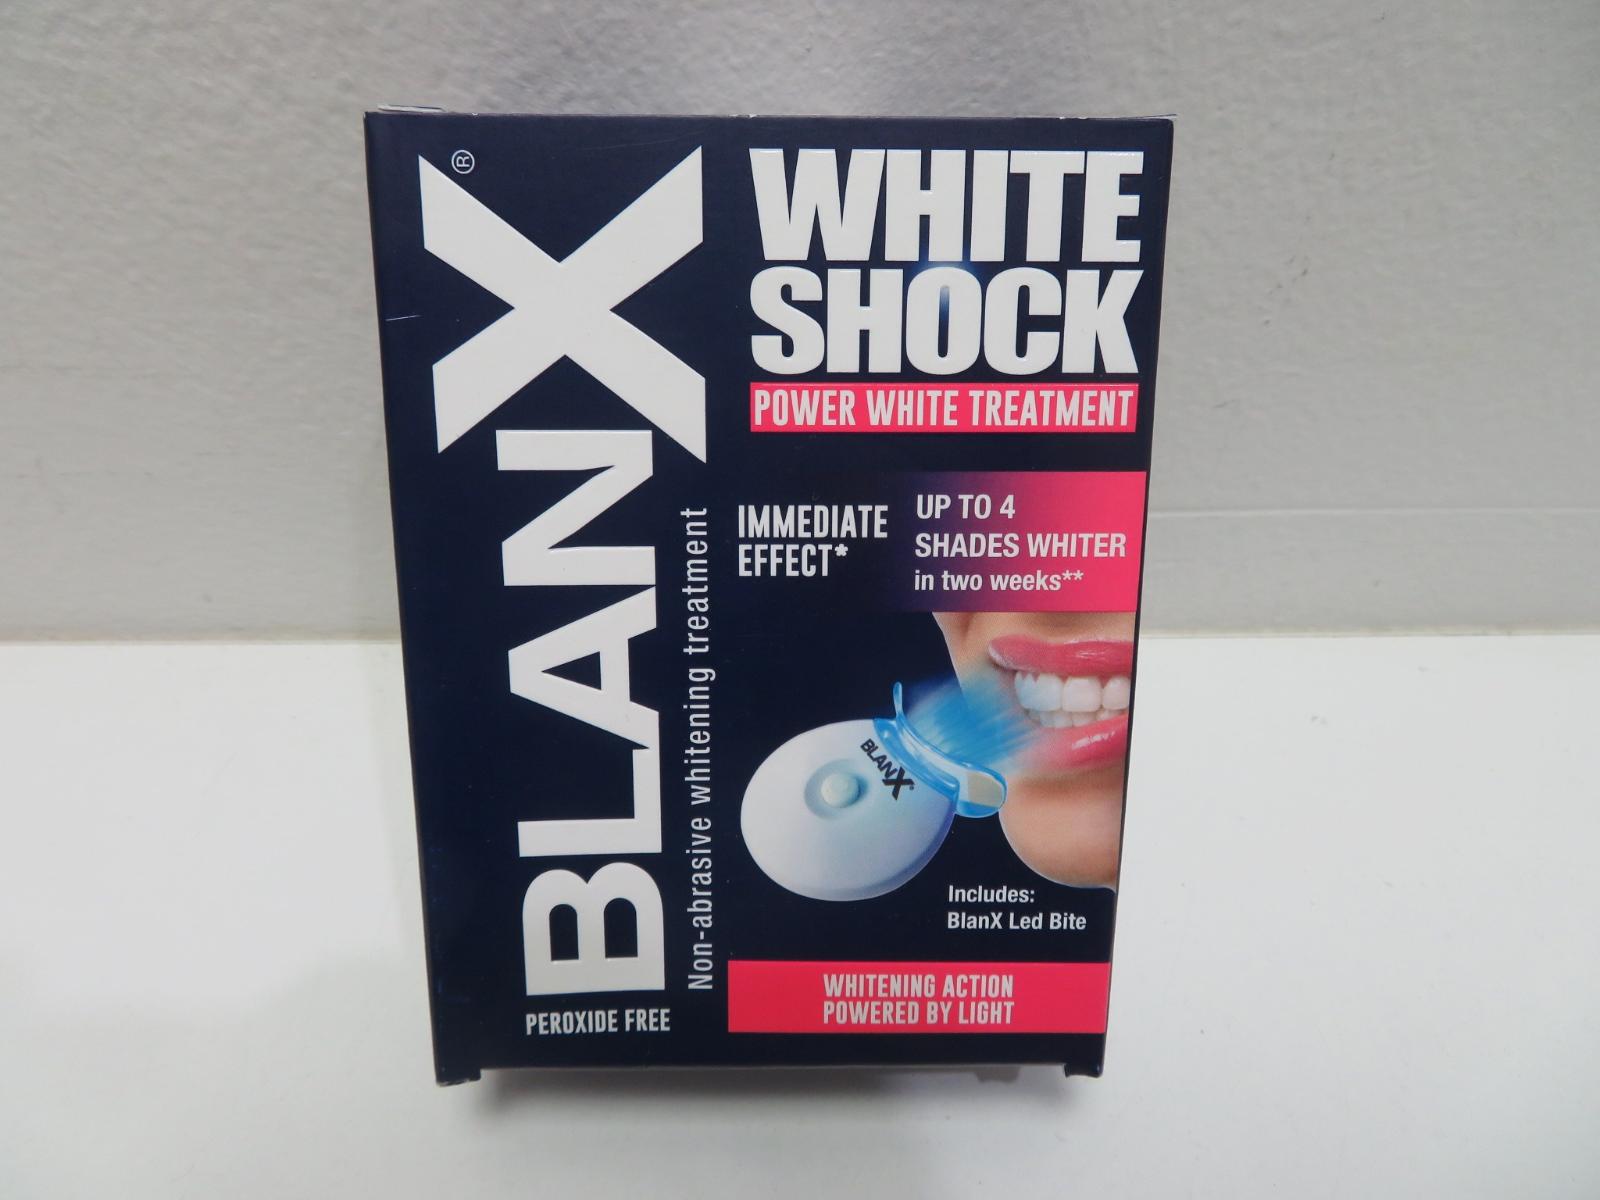 BLANX®
Non-abrasive whitening treatment
PEROXIDE FREE
WHITE
SHOCK
POWER WHITE TREATMENT
IMMEDIATE
EFFECT*
UP TO 4
SHADES WHITER
in two weeks**
BLANX®
Includes:
BlanX Led Bite
WHITENING ACTION
POWERED BY LIGHT